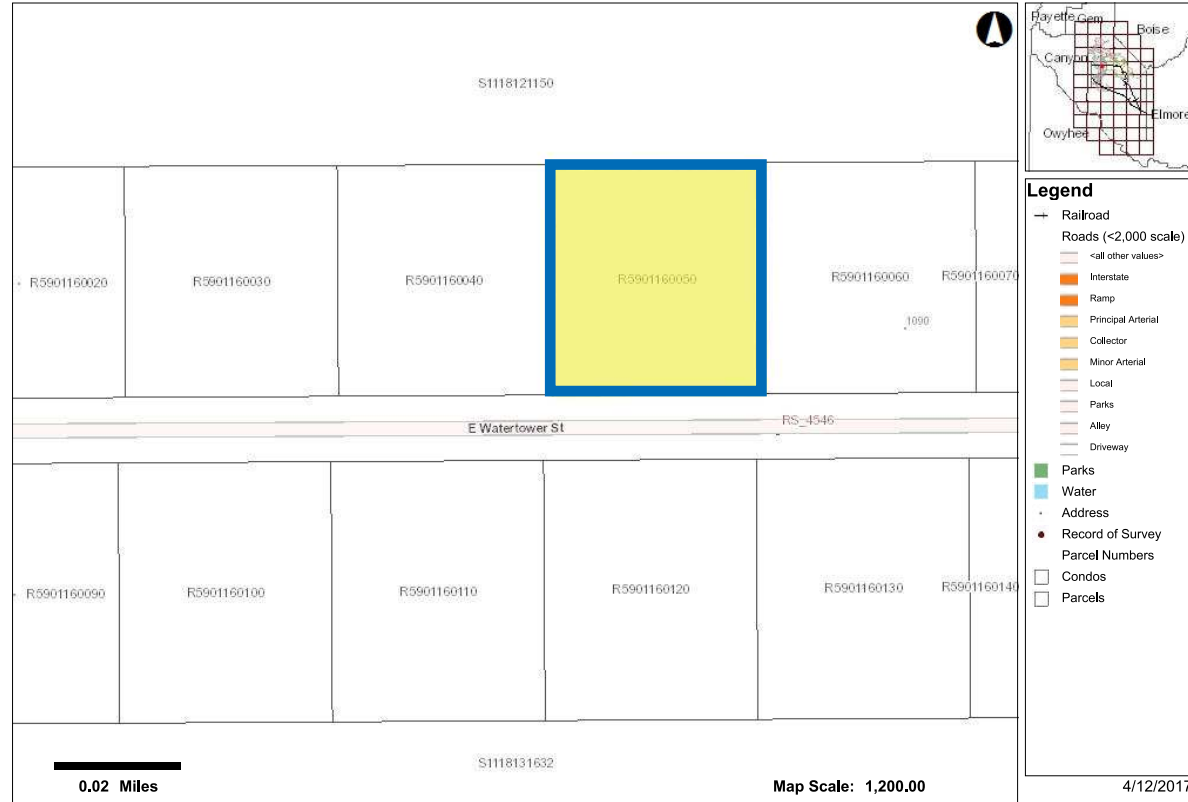 S1118121150
R5901160020
R5901160030
R5901160040
R5901160050
R5901160060
R5901160070
1090
E Watertower St
RS_4546
R5901160090
R5901160100
R5901160110
R5901160120
R5901160130
R5901160140
S1118131632
0.02 Miles
Map Scale: 1,200.00
Payette
Gem
Boise
Canyon
Elmore
Owyhee
Legend
Railroad
Roads (<2,000 scale)
<all other values>
Interstate
Ramp
Principal Arterial
Collector
Minor Arterial
Local
Parks
Alley
Driveway
Parks
Water
Address
Record of Survey
Parcel Numbers
Condos
Parcels
4/12/2017